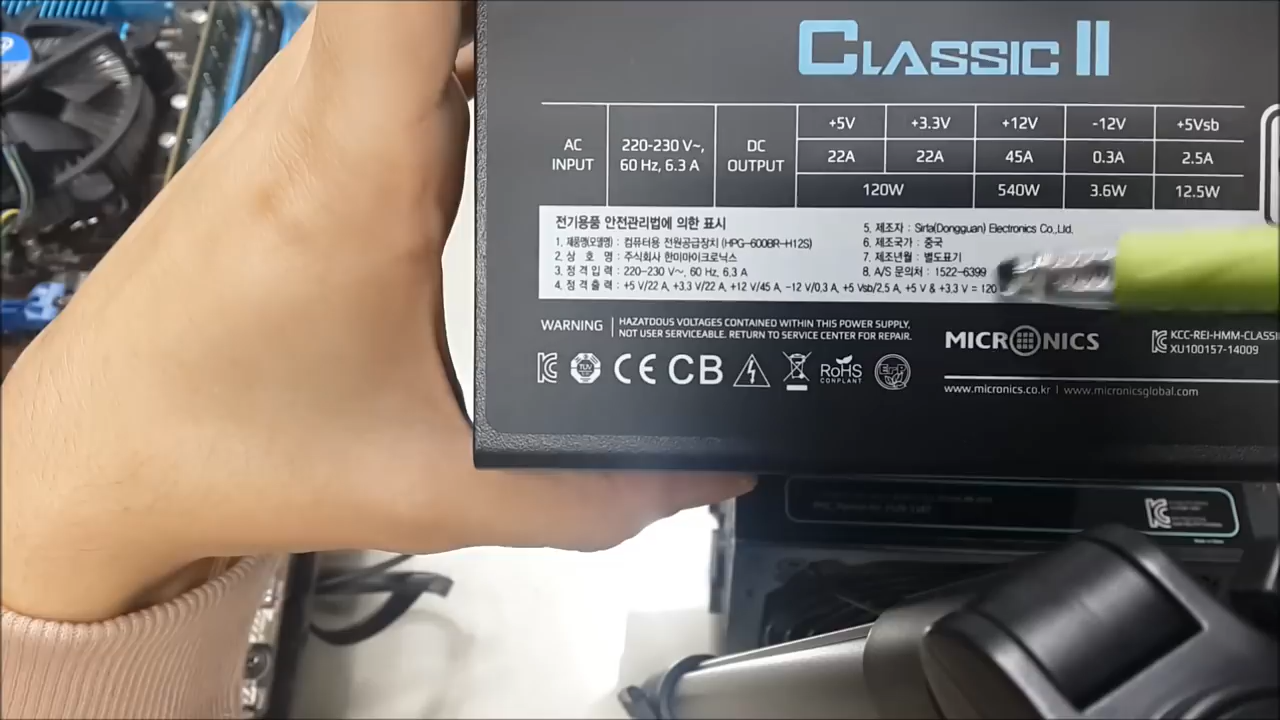 CLASSIC II
AC INPUT
220-230 V~, 60 Hz, 6.3 A
DC OUTPUT
+5V +3.3V +12V -12V +5Vsb
22A 22A 45A 0.3A 2.5A
120W 540W 3.6W 12.5W
전기용품 안전관리법에 의한 표시
1. 제품명(모델명) : 컴퓨터용 전원공급장치 (HPG-600BR-H12S)
2. 상 호 명 : 주식회사 한미마이크로닉스
3. 정 격 입 력 : 220-230 V~, 60 Hz, 6.3 A
4. 정 격 출 력 : +5 V/22 A, +3.3 V/22 A, +12 V/45 A, -12 V/0.3 A, +5 Vsb/2.5 A, +5 V & +3.3 V = 120
5. 제조자 : Sirfa(Dongguan) Electronics Co.,Ltd.
6. 제조국가 : 중국
7. 제조년월 : 별도표기
8. A/S 문의처 : 1522-6399
WARNING
HAZATDOUS VOLTAGES CONTAINED WITHIN THIS POWER SUPPLY,
NOT USER SERVICEABLE. RETURN TO SERVICE CENTER FOR REPAIR.
TÜV
CE CB
RoHS
COMPLANT
ErP
MICRONICS
KCC-REI-HMM-CLASSI
XU100157-14009
www.micronics.co.kr | www.micronicsglobal.com